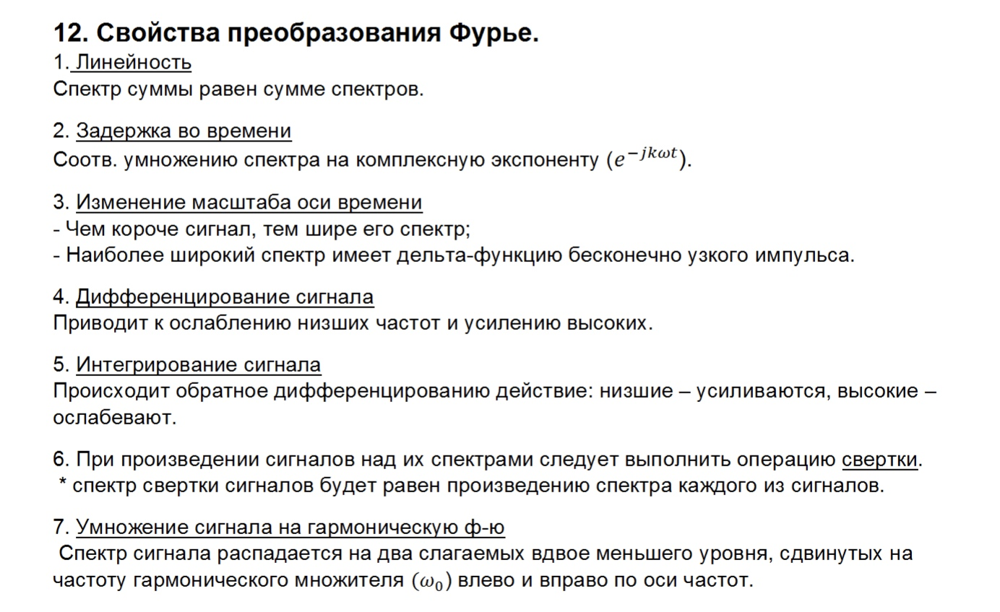 12. Свойства преобразования Фурье.
1. Линейность
Спектр суммы равен сумме спектров.
2. Задержка во времени
Соотв. умножению спектра на комплексную экспоненту (e^{−jkωt}).
3. Изменение масштаба оси времени
- Чем короче сигнал, тем шире его спектр;
- Наиболее широкий спектр имеет дельта-функцию бесконечно узкого импульса.
4. Дифференцирование сигнала
Приводит к ослаблению низших частот и усилению высоких.
5. Интегрирование сигнала
Происходит обратное дифференцированию действие: низшие – усиливаются, высокие –
ослабевают.
6. При произведении сигналов над их спектрами следует выполнить операцию свертки.
* спектр свертки сигналов будет равен произведению спектра каждого из сигналов.
7. Умножение сигнала на гармоническую ф-ю
Спектр сигнала распадается на два слагаемых вдвое меньшего уровня, сдвинутых на
частоту гармонического множителя (ω₀) влево и вправо по оси частот.